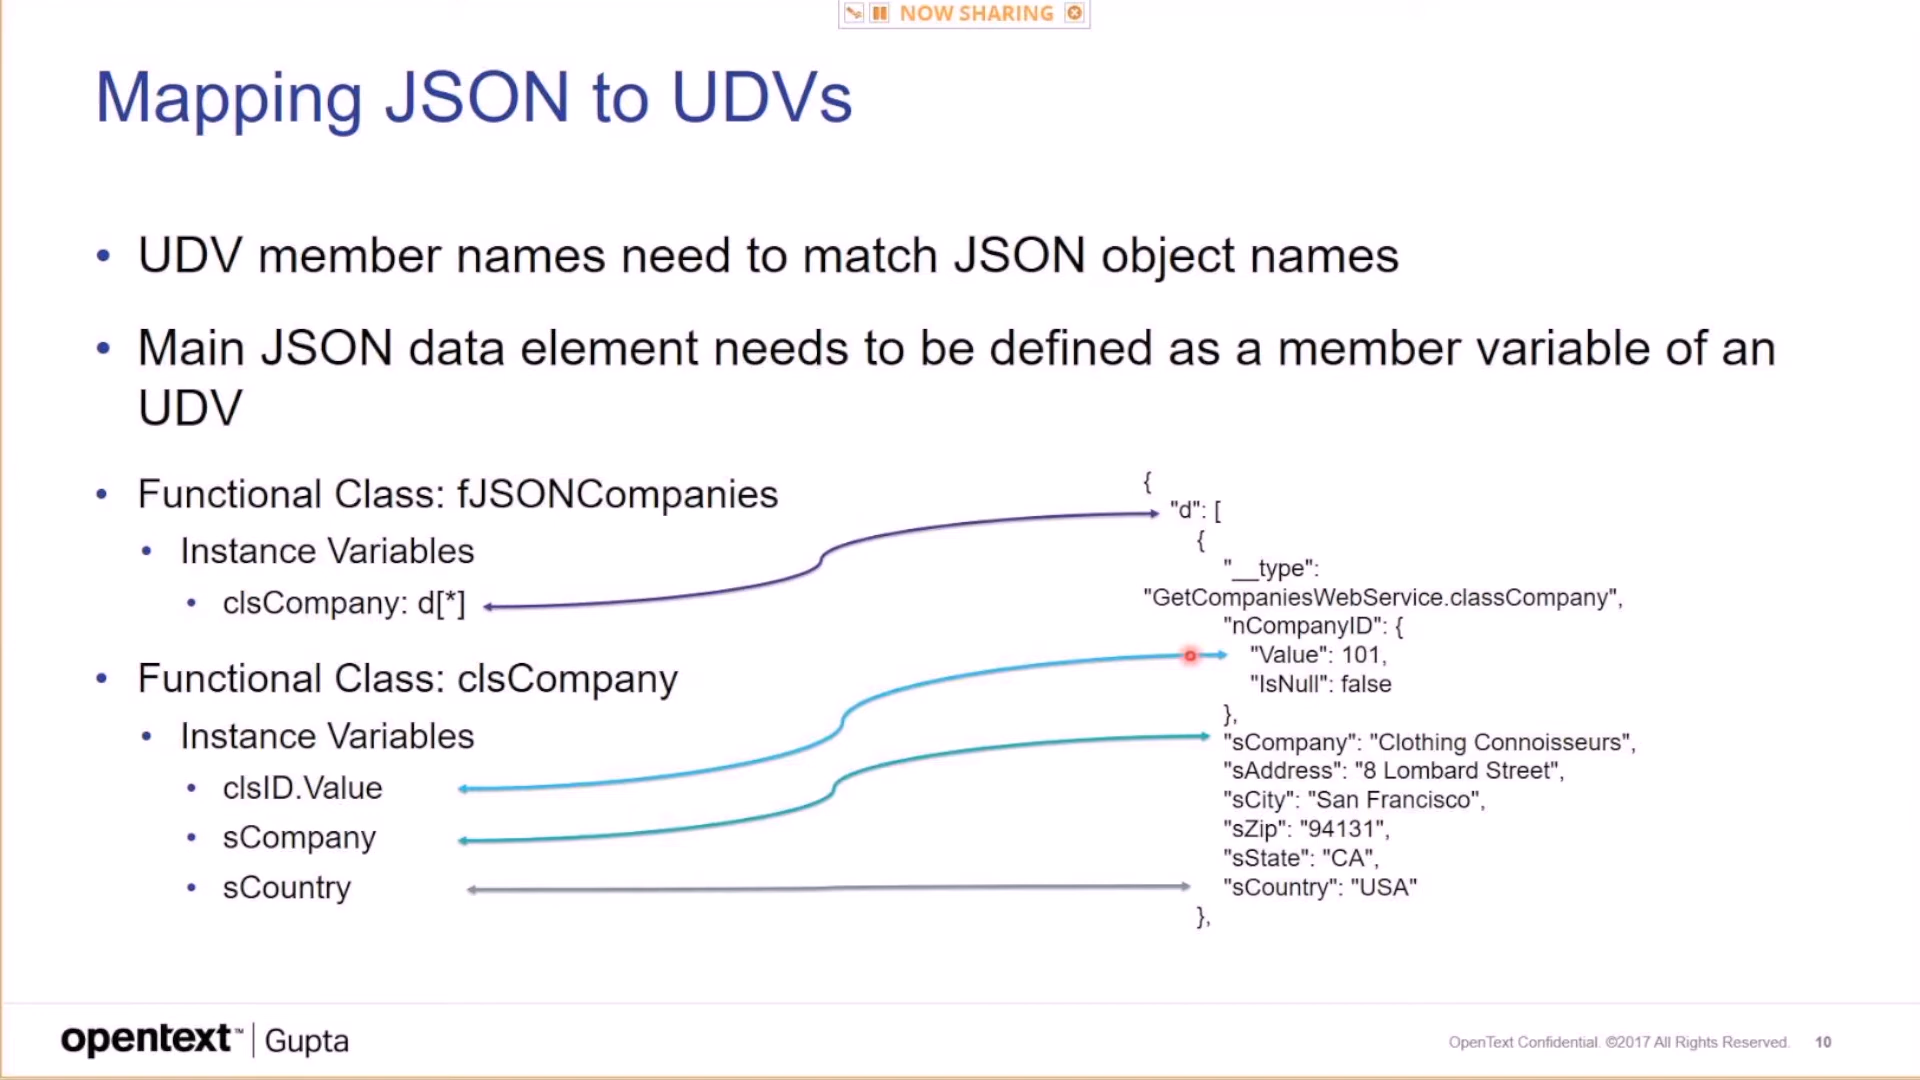 NOW SHARING
Mapping JSON to UDVs
• UDV member names need to match JSON object names
• Main JSON data element needs to be defined as a member variable of an
UDV
• Functional Class: fJSONCompanies
• Instance Variables
• clsCompany: d[*]
• Functional Class: clsCompany
• Instance Variables
• clsID.Value
• sCompany
• sCountry
{
"d": [
{
"__type":
"GetCompaniesWebService.classCompany",
"nCompanyID": {
"Value": 101,
"IsNull": false
},
"sCompany": "Clothing Connoisseurs",
"sAddress": "8 Lombard Street",
"sCity": "San Francisco",
"sZip": "94131",
"sState": "CA",
"sCountry": "USA"
},
opentext™ | Gupta
OpenText Confidential. ©2017 All Rights Reserved. 10